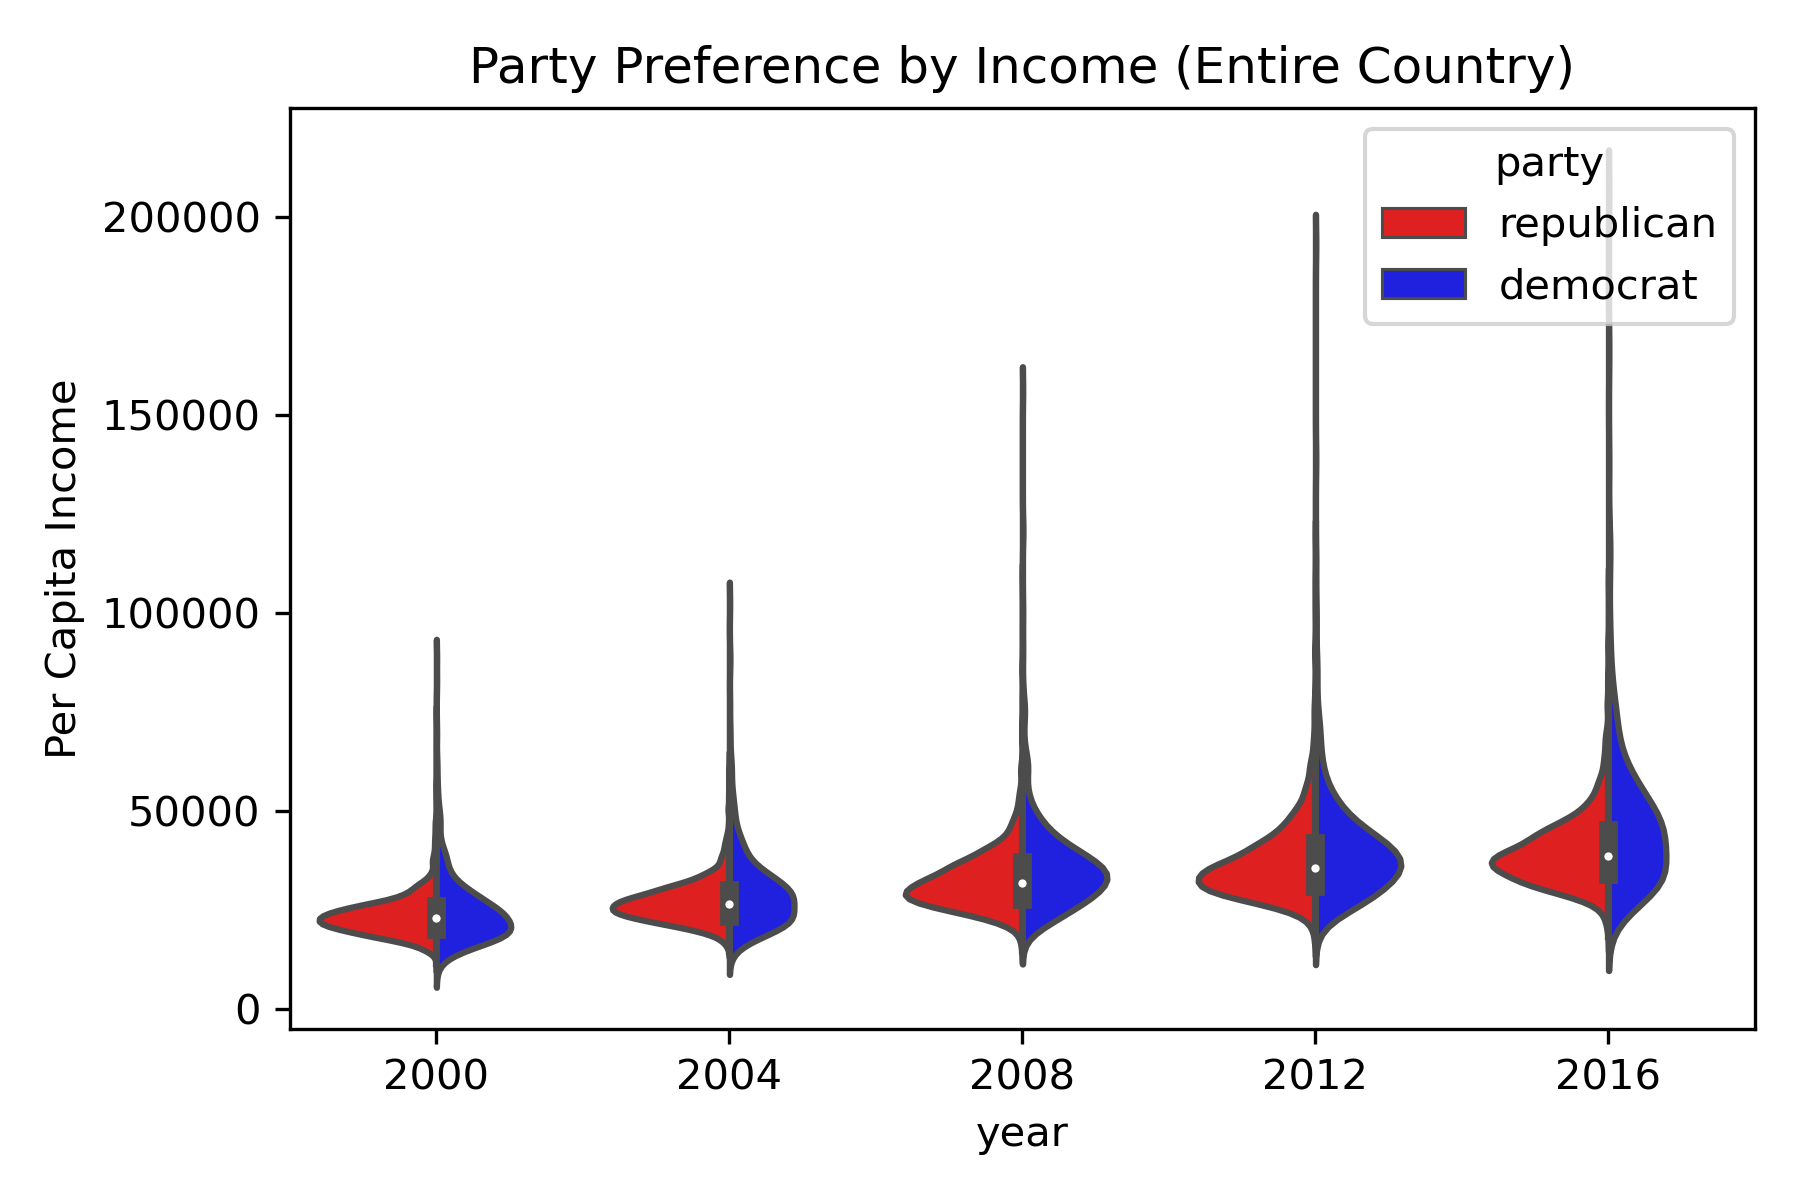 Party Preference by Income (Entire Country)
party
republican
democrat
Per Capita Income
200000
150000
100000
50000
0
2000 2004 2008 2012 2016
year